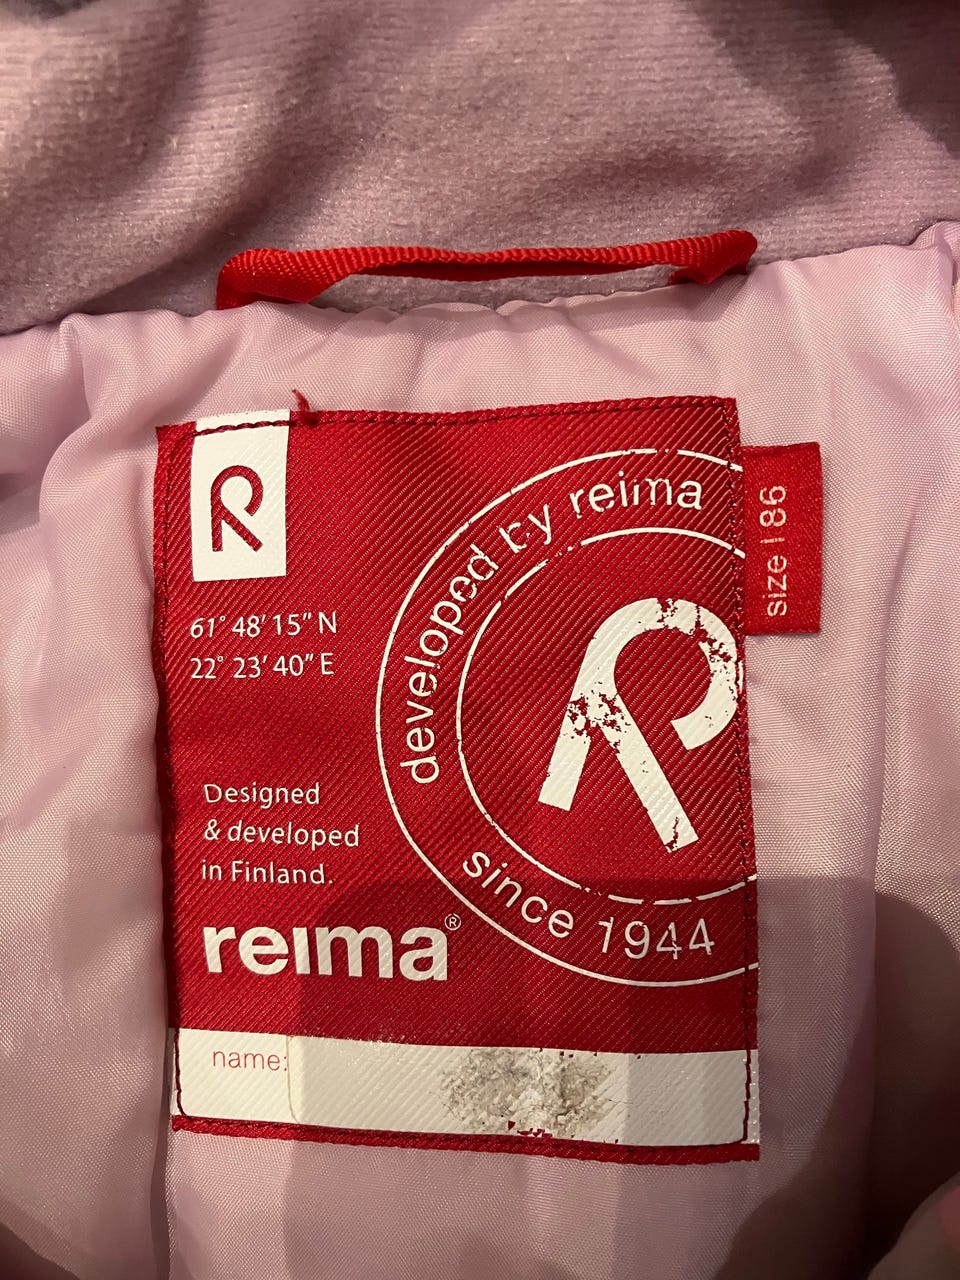 developed by reima
size | 86
61° 48' 15" N
22° 23' 40" E
Designed
& developed
in Finland.
since 1944
reima®
name: